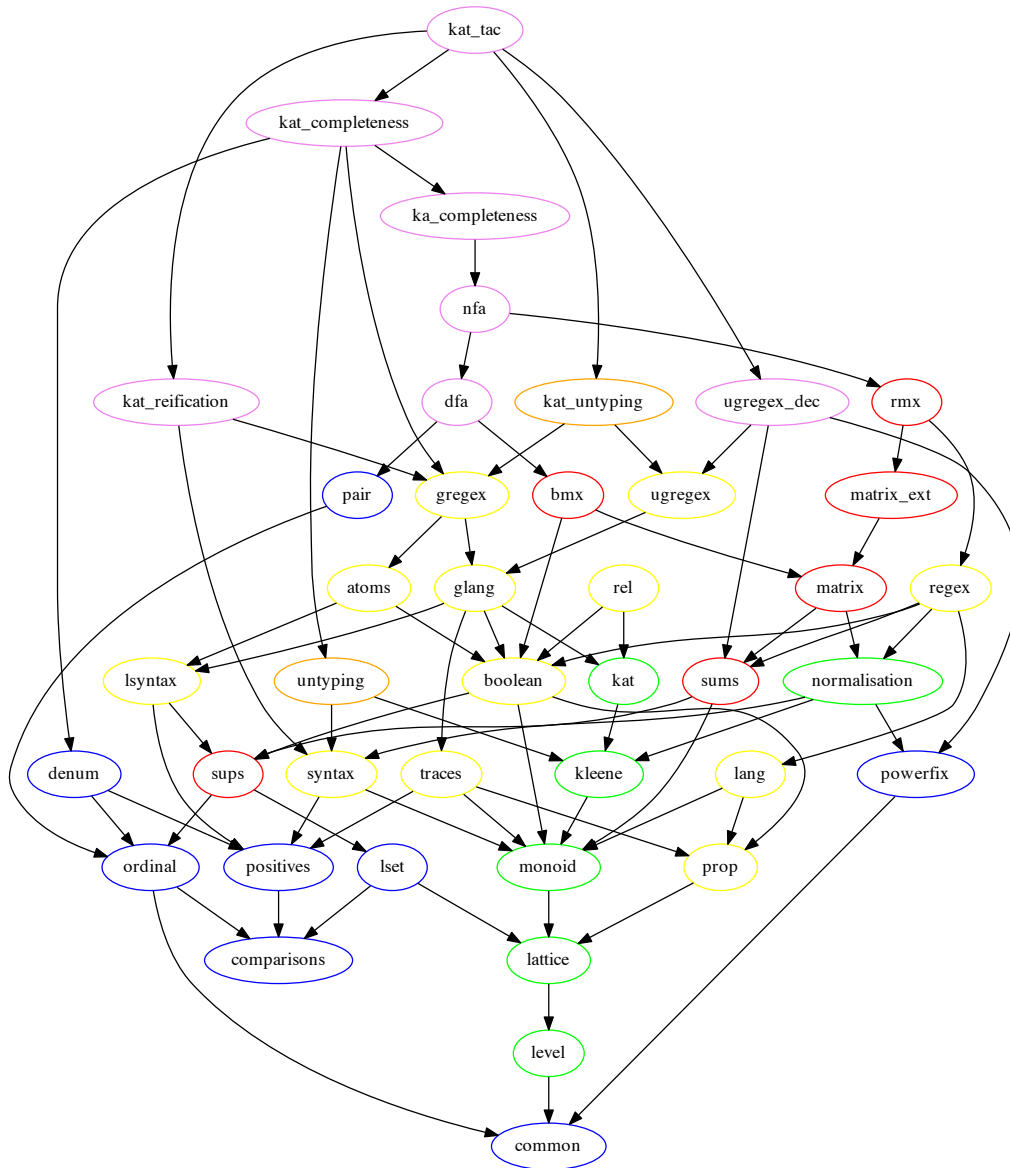 kat_tac
kat_completeness
ka_completeness
nfa
kat_reification
dfa
kat_untyping
ugregex_dec
rmx
pair
gregex
bmx
ugregex
matrix_ext
atoms
glang
rel
matrix
regex
lsyntax
untyping
boolean
kat
sums
normalisation
denum
sups
syntax
traces
kleene
lang
powerfix
ordinal
positives
lset
monoid
prop
comparisons
lattice
level
common